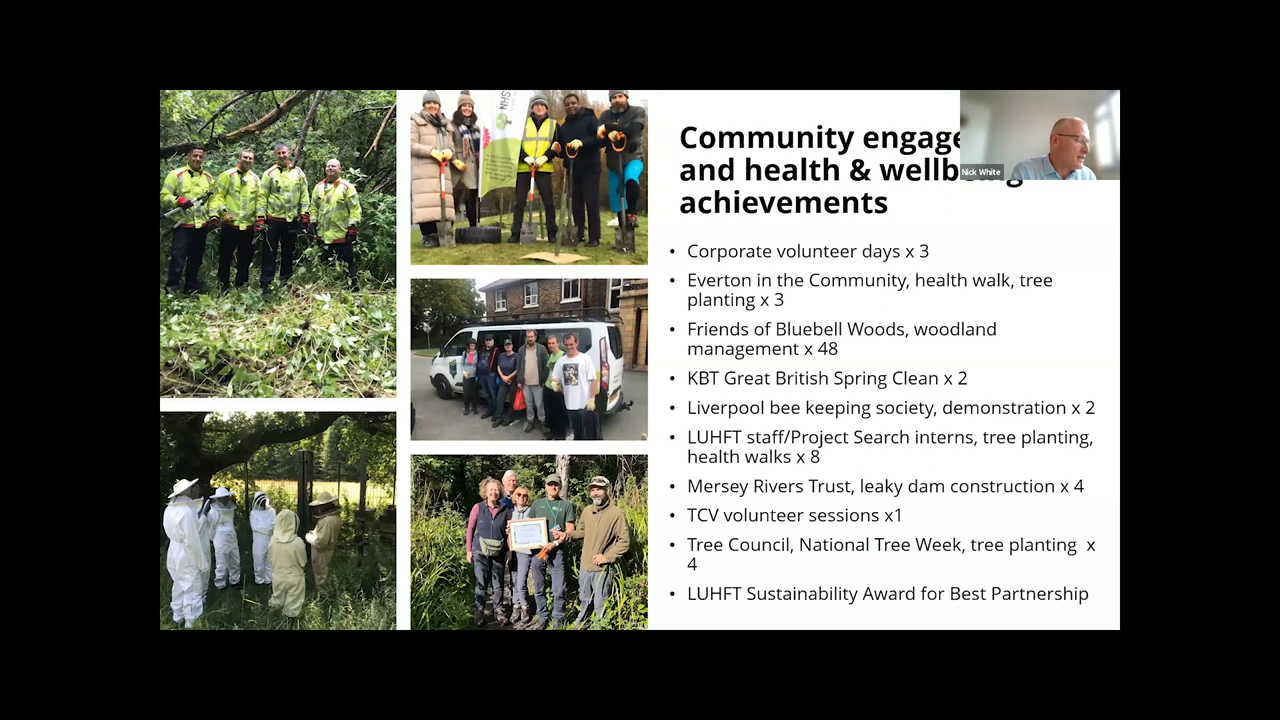 Community engage
and health & wellbeing
achievements
Nick White
• Corporate volunteer days x 3
• Everton in the Community, health walk, tree
planting x 3
• Friends of Bluebell Woods, woodland
management x 48
• KBT Great British Spring Clean x 2
• Liverpool bee keeping society, demonstration x 2
• LUHFT staff/Project Search interns, tree planting,
health walks x 8
• Mersey Rivers Trust, leaky dam construction x 4
• TCV volunteer sessions x1
• Tree Council, National Tree Week, tree planting  x
4
• LUHFT Sustainability Award for Best Partnership